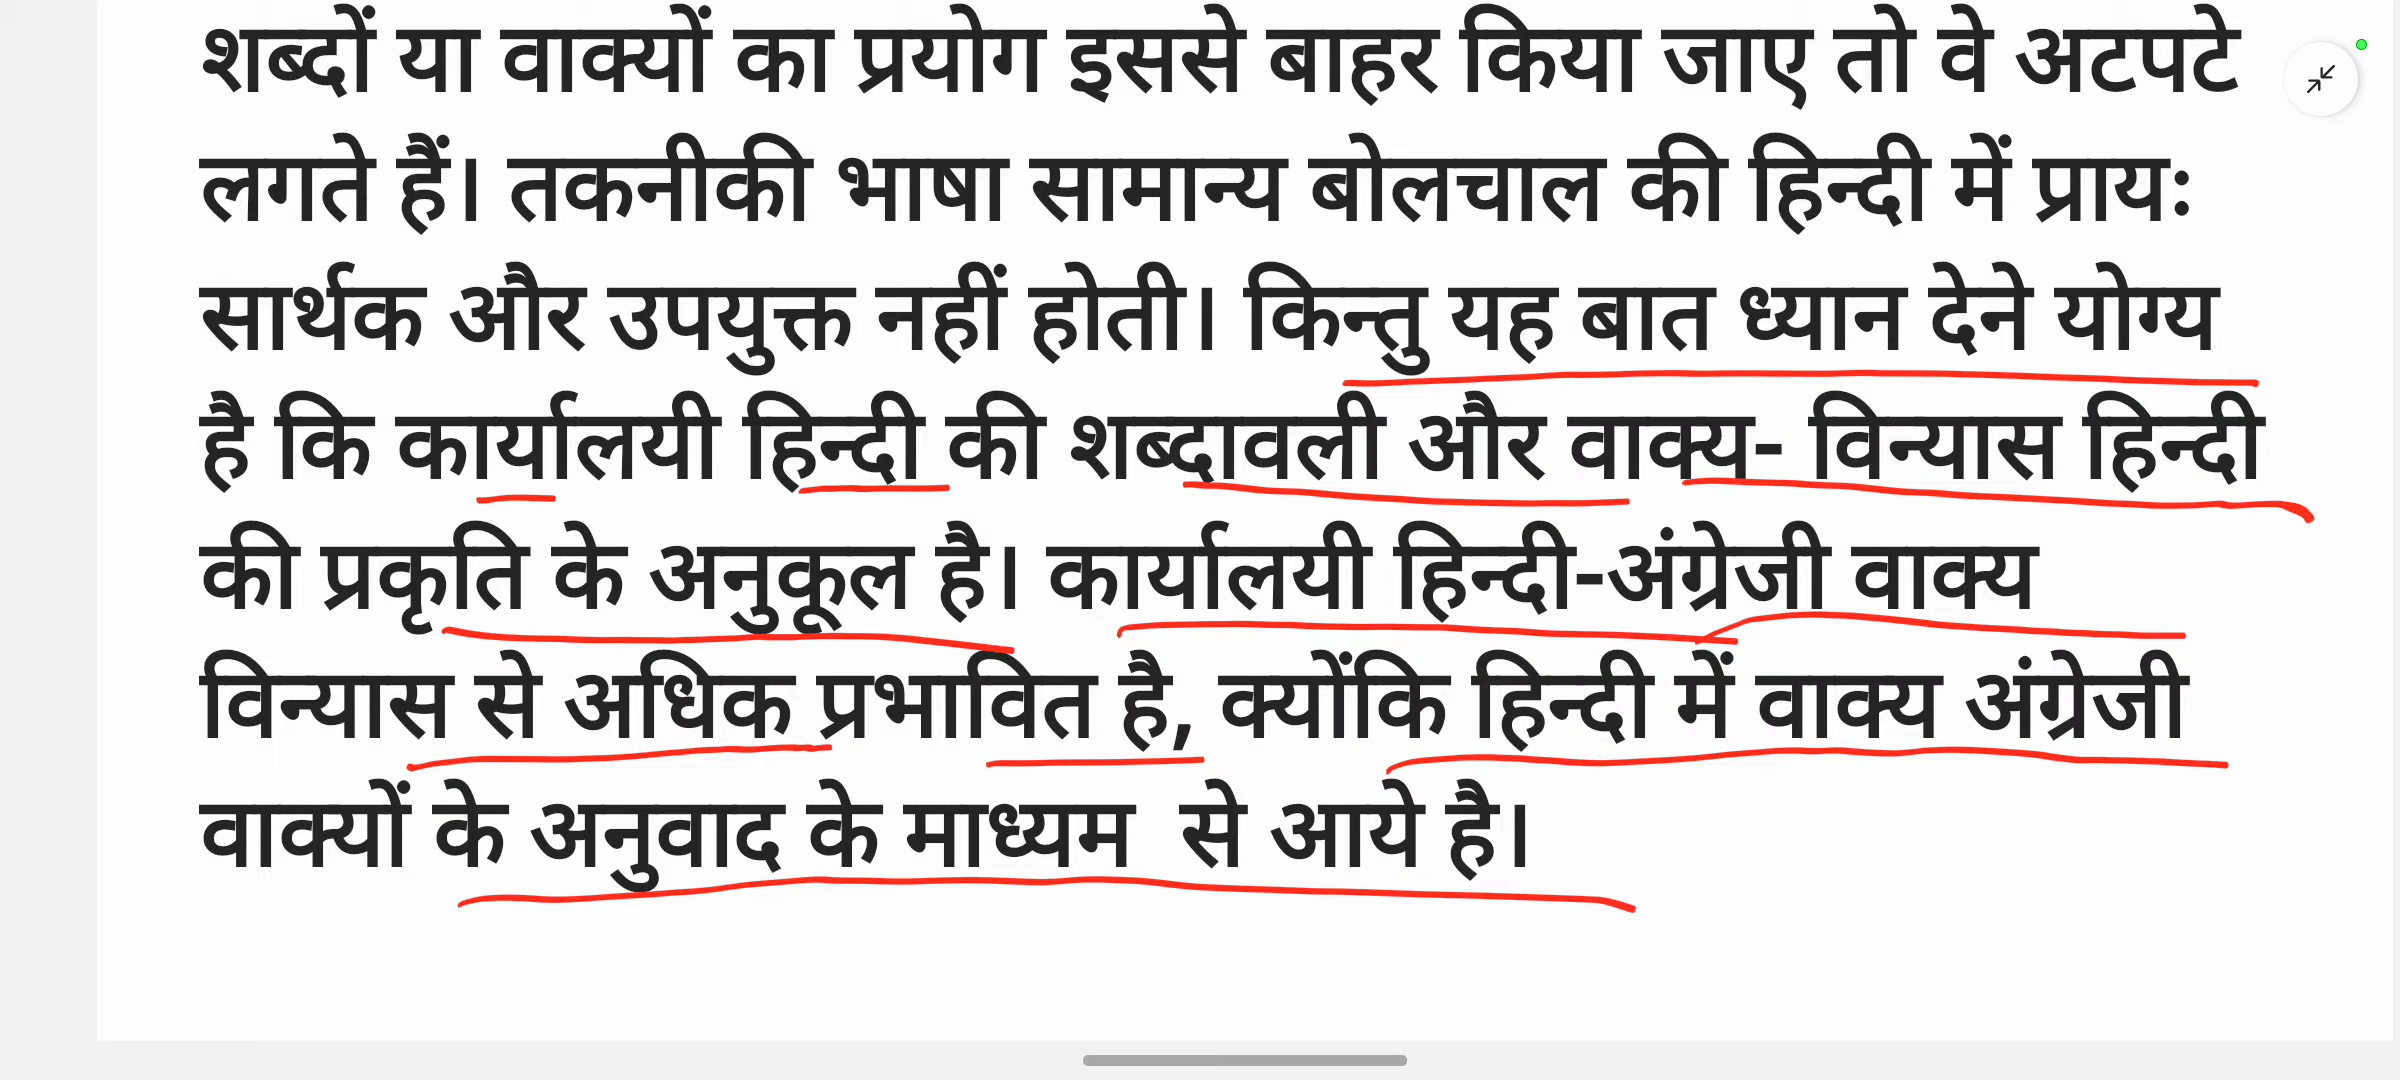 शब्दों या वाक्यों का प्रयोग इससे बाहर किया जाए तो वे अटपटे
लगते हैं। तकनीकी भाषा सामान्य बोलचाल की हिन्दी में प्रायः
सार्थक और उपयुक्त नहीं होती। किन्तु यह बात ध्यान देने योग्य
है कि कार्यालयी हिन्दी की शब्दावली और वाक्य- विन्यास हिन्दी
की प्रकृति के अनुकूल है। कार्यालयी हिन्दी-अंग्रेजी वाक्य
विन्यास से अधिक प्रभावित है, क्योंकि हिन्दी में वाक्य अंग्रेजी
वाक्यों के अनुवाद के माध्यम  से आये है।